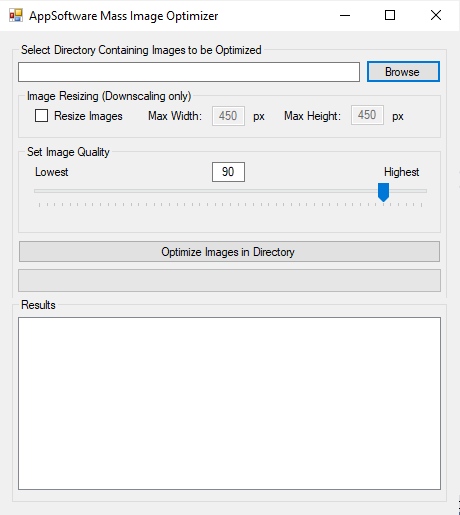 AppSoftware Mass Image Optimizer
Select Directory Containing Images to be Optimized
Browse
Image Resizing (Downscaling only)
Resize Images Max Width: 450 px Max Height: 450 px
Set Image Quality
Lowest 90 Highest
Optimize Images in Directory
Results